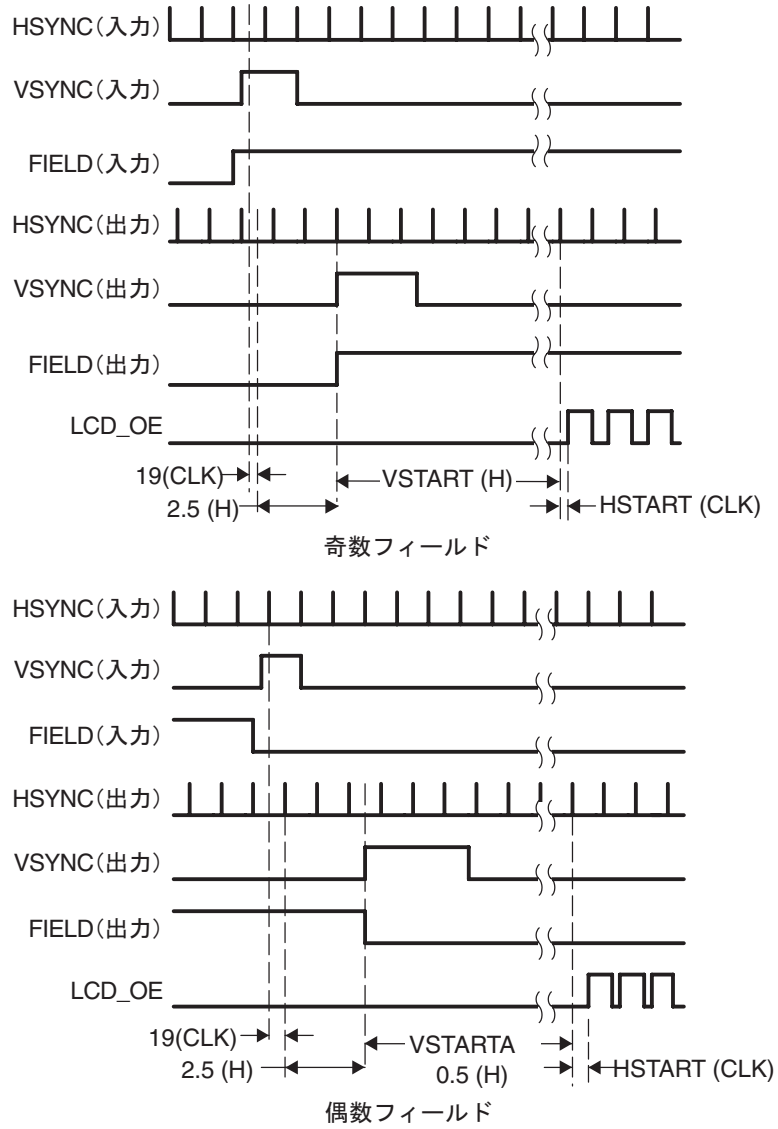 HSYNC(入力)
VSYNC(入力)
FIELD(入力)
HSYNC(出力)
VSYNC(出力)
FIELD(出力)
LCD_OE
19(CLK)
VSTART (H)
2.5 (H)
HSTART (CLK)
奇数フィールド
HSYNC(入力)
VSYNC(入力)
FIELD(入力)
HSYNC(出力)
VSYNC(出力)
FIELD(出力)
LCD_OE
19(CLK)
VSTARTA
2.5 (H)
0.5 (H)
HSTART (CLK)
偶数フィールド